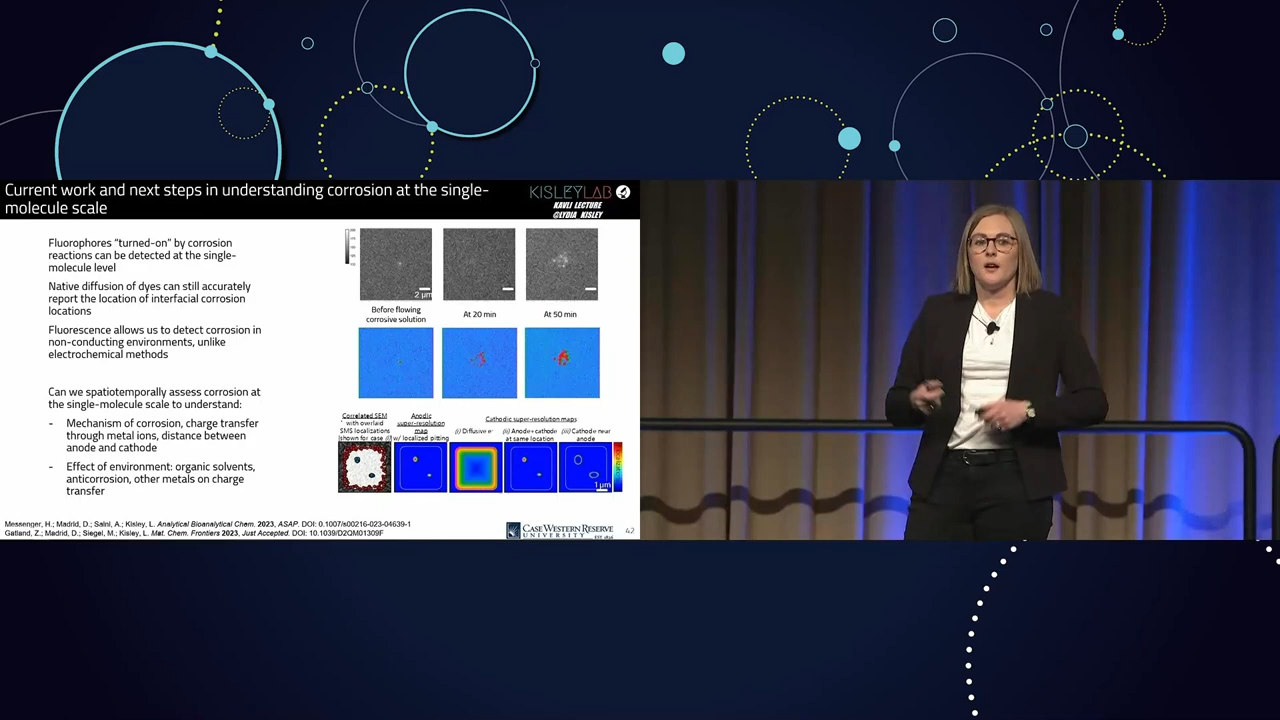 Current work and next steps in understanding corrosion at the single-
molecule scale
KISLEYLAB
KAVLI LECTURE
@LYDIA_KISLEY
Fluorophores “turned-on” by corrosion
reactions can be detected at the single-
molecule level
Native diffusion of dyes can still accurately
report the location of interfacial corrosion
locations
Fluorescence allows us to detect corrosion in
non-conducting environments, unlike
electrochemical methods
Can we spatiotemporally assess corrosion at
the single-molecule scale to understand:
- Mechanism of corrosion, charge transfer
through metal ions, distance between
anode and cathode
- Effect of environment: organic solvents,
anticorrosion, other metals on charge
transfer
2 µm
Before flowing
corrosive solution
At 20 min
At 50 min
Correlated SEM
with overlaid
SMS localizations
(shown for case
Anodic
super-resolution
map
w/ localized pitting
Cathodic super-resolution maps
(i) Diffusive e-
(ii) Anode+cathode
at same location
(iii) Cathode near
anode
1 µm
Messenger, H.; Madrid, D.; Saini, A.; Kisley, L. Analytical Bioanalytical Chem. 2023, ASAP. DOI: 10.1007/s00216-023-04639-1
Gatland, Z.; Madrid, D.; Siegel, M.; Kisley, L. Mat. Chem. Frontiers 2023, Just Accepted. DOI: 10.1039/D2QM01309F
CASE WESTERN RESERVE
UNIVERSITY
42